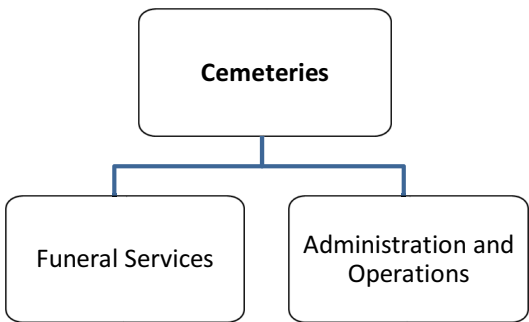 Cemeteries
Funeral Services
Administration and
Operations